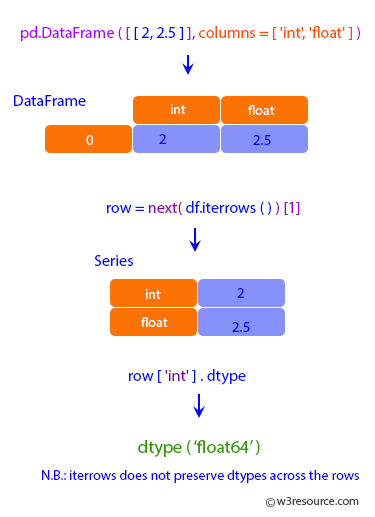 pd.DataFrame ( [ [ 2, 2.5 ] ], columns = [ 'int', 'float' ] )
DataFrame
int float
0 2 2.5
row = next( df.iterrows ( ) ) [1]
Series
int 2
float 2.5
row [ 'int' ] . dtype
dtype ( ‘float64’ )
N.B.: iterrows does not preserve dtypes across the rows
© w3resource.com